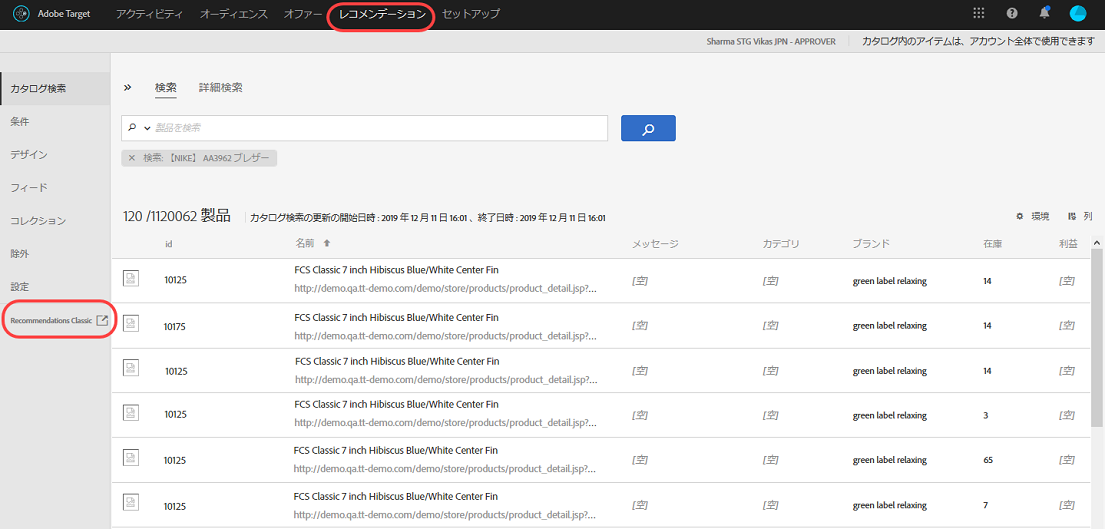 Adobe Target アクティビティ オーディエンス オファー レコメンデーション セットアップ
Sharma STG Vikas JPN - APPROVER カタログ内のアイテムは、アカウント全体で使用できます
カタログ検索
条件
デザイン
フィード
コレクション
除外
設定
Recommendations Classic
検索 詳細検索
製品を検索
× 検索: 【NIKE】 AA3962 ブレザー
120 /1120062 製品 カタログ検索の更新の開始日時 : 2019 年 12 月 11 日 16:01 、終了日時 : 2019 年 12 月 11 日 16:01
環境 列
id 名前 メッセージ カテゴリ ブランド 在庫 利益
FCS Classic 7 inch Hibiscus Blue/White Center Fin
10125 [空] [空] green label relaxing 14 [空]
http://demo.qa.tt-demo.com/demo/store/products/product_detail.jsp?...
FCS Classic 7 inch Hibiscus Blue/White Center Fin
10175 [空] [空] green label relaxing 14 [空]
http://demo.qa.tt-demo.com/demo/store/products/product_detail.jsp?...
FCS Classic 7 inch Hibiscus Blue/White Center Fin
10125 [空] [空] green label relaxing 14 [空]
http://demo.qa.tt-demo.com/demo/store/products/product_detail.jsp?...
FCS Classic 7 inch Hibiscus Blue/White Center Fin
10125 [空] [空] green label relaxing 3 [空]
http://demo.qa.tt-demo.com/demo/store/products/product_detail.jsp?...
FCS Classic 7 inch Hibiscus Blue/White Center Fin
10125 [空] [空] green label relaxing 65 [空]
http://demo.qa.tt-demo.com/demo/store/products/product_detail.jsp?...
FCS Classic 7 inch Hibiscus Blue/White Center Fin
10125 [空] [空] green label relaxing 7 [空]
http://demo.qa.tt-demo.com/demo/store/products/product_detail.jsp?...